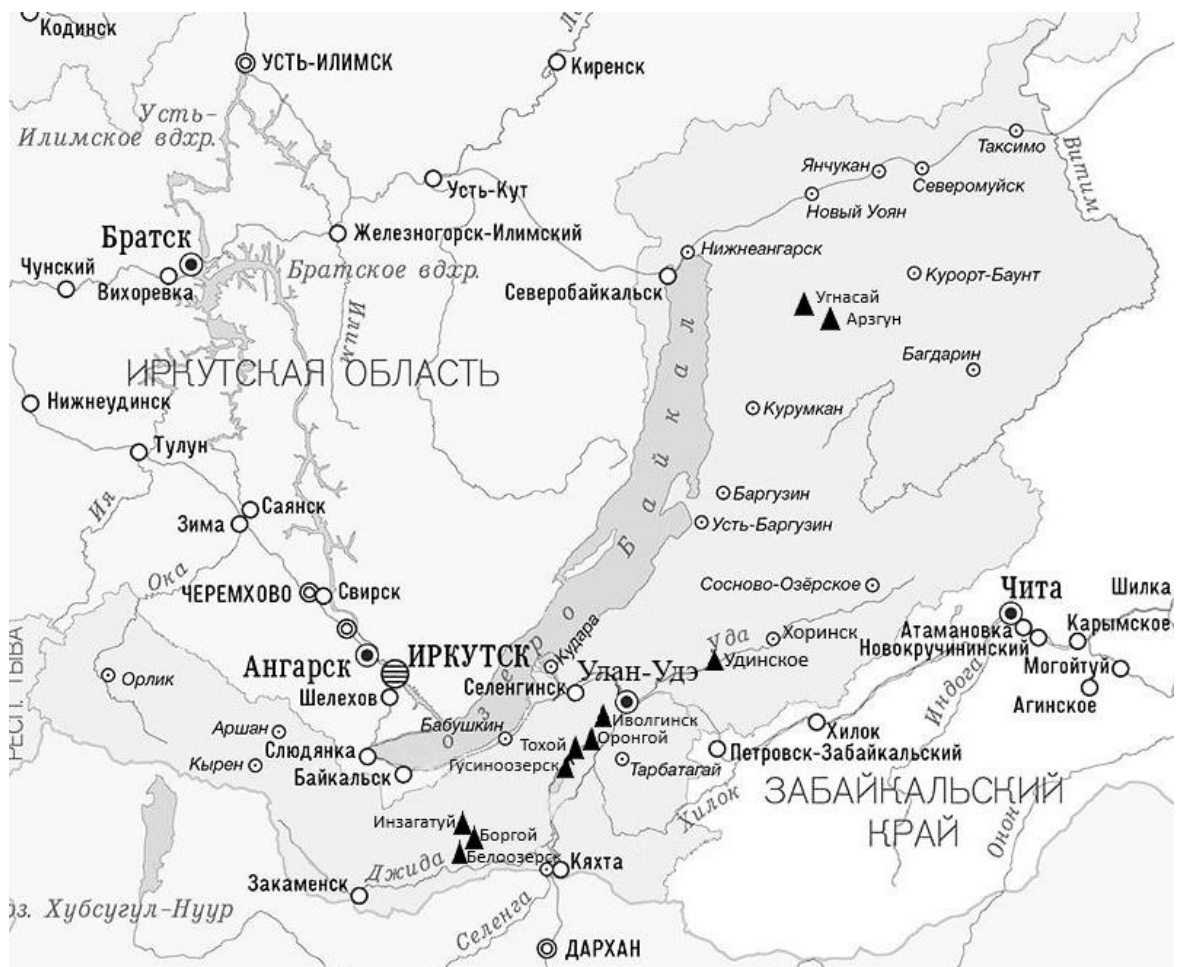 Кодинск
УСТЬ-ИЛИМСК
Киренск
Усть-
Илимское вдхр.
Таксимо
Янчукан
Северомуйск
Витим
Усть-Кут
Новый Уоян
Братск
Железногорск-Илимский
Нижнеангарск
Чунский
Вихоревка
Братское вдхр.
Северобайкальск
Курорт-Баунт
Угнасай
Арзгун
Илим
ИРКУТСКАЯ ОБЛАСТЬ
Багдарин
Нижнеудинск
Курумкан
Тулун
озеро Байкал
Ия
Саянск
Зима
Баргузин
Усть-Баргузин
Ока
ЧЕРЕМХОВО
Свирск
Сосново-Озёрское
Чита
Шилка
Атамановка
Карымское
Новокручининский
Могойтуй
Агинское
РЕСП. ТЫВА
Уда
Хоринск
Удинское
Кудара
Ангарск
ИРКУТСК
Улан-Удэ
Селенгинск
Шелехов
Орлик
Индога
Иволгинск
Хилок
Аршан
Бабушкин
Оронгой
Слюдянка
Тохой
Петровск-Забайкальский
Кырен
Байкальск
Гусиноозерск
Тарбатагай
Хилок
ЗАБАЙКАЛЬСКИЙ
КРАЙ
Онон
Инзагатуй
Боргой
Белоозерск
Джида
Кяхта
Закаменск
оз. Хубсугул-Нуур
Селенга
ДАРХАН